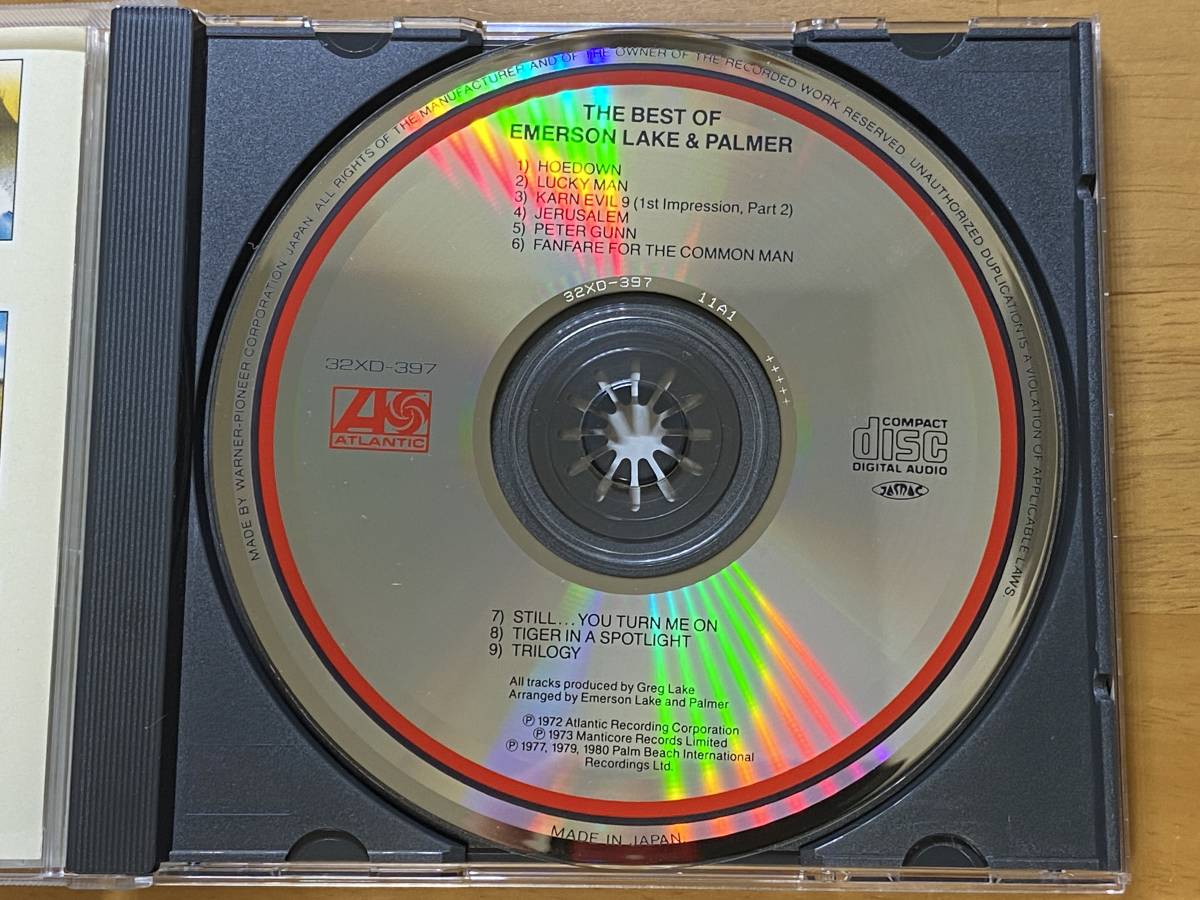 MADE BY WARNER-PIONEER CORPORATION JAPAN ALL RIGHTS OF THE MANUFACTURER AND OF THE OWNER OF THE RECORDED WORK RESERVED. UNAUTHORIZED DUPLICATION IS A VIOLATION OF APPLICABLE LAWS.
THE BEST OF
EMERSON LAKE & PALMER
1) HOEDOWN
2) LUCKY MAN
3) KARN EVIL 9 (1st Impression, Part 2)
4) JERUSALEM
5) PETER GUNN
6) FANFARE FOR THE COMMON MAN
32XD-397 11A1 +++++
32XD-397
ATLANTIC
COMPACT
disc
DIGITAL AUDIO
JASRAC
7) STILL...YOU TURN ME ON
8) TIGER IN A SPOTLIGHT
9) TRILOGY
All tracks produced by Greg Lake
Arranged by Emerson Lake and Palmer
Ⓟ 1972 Atlantic Recording Corporation
Ⓟ 1973 Manticore Records Limited
Ⓟ 1977, 1979, 1980 Palm Beach International
Recordings Ltd.
MADE IN JAPAN